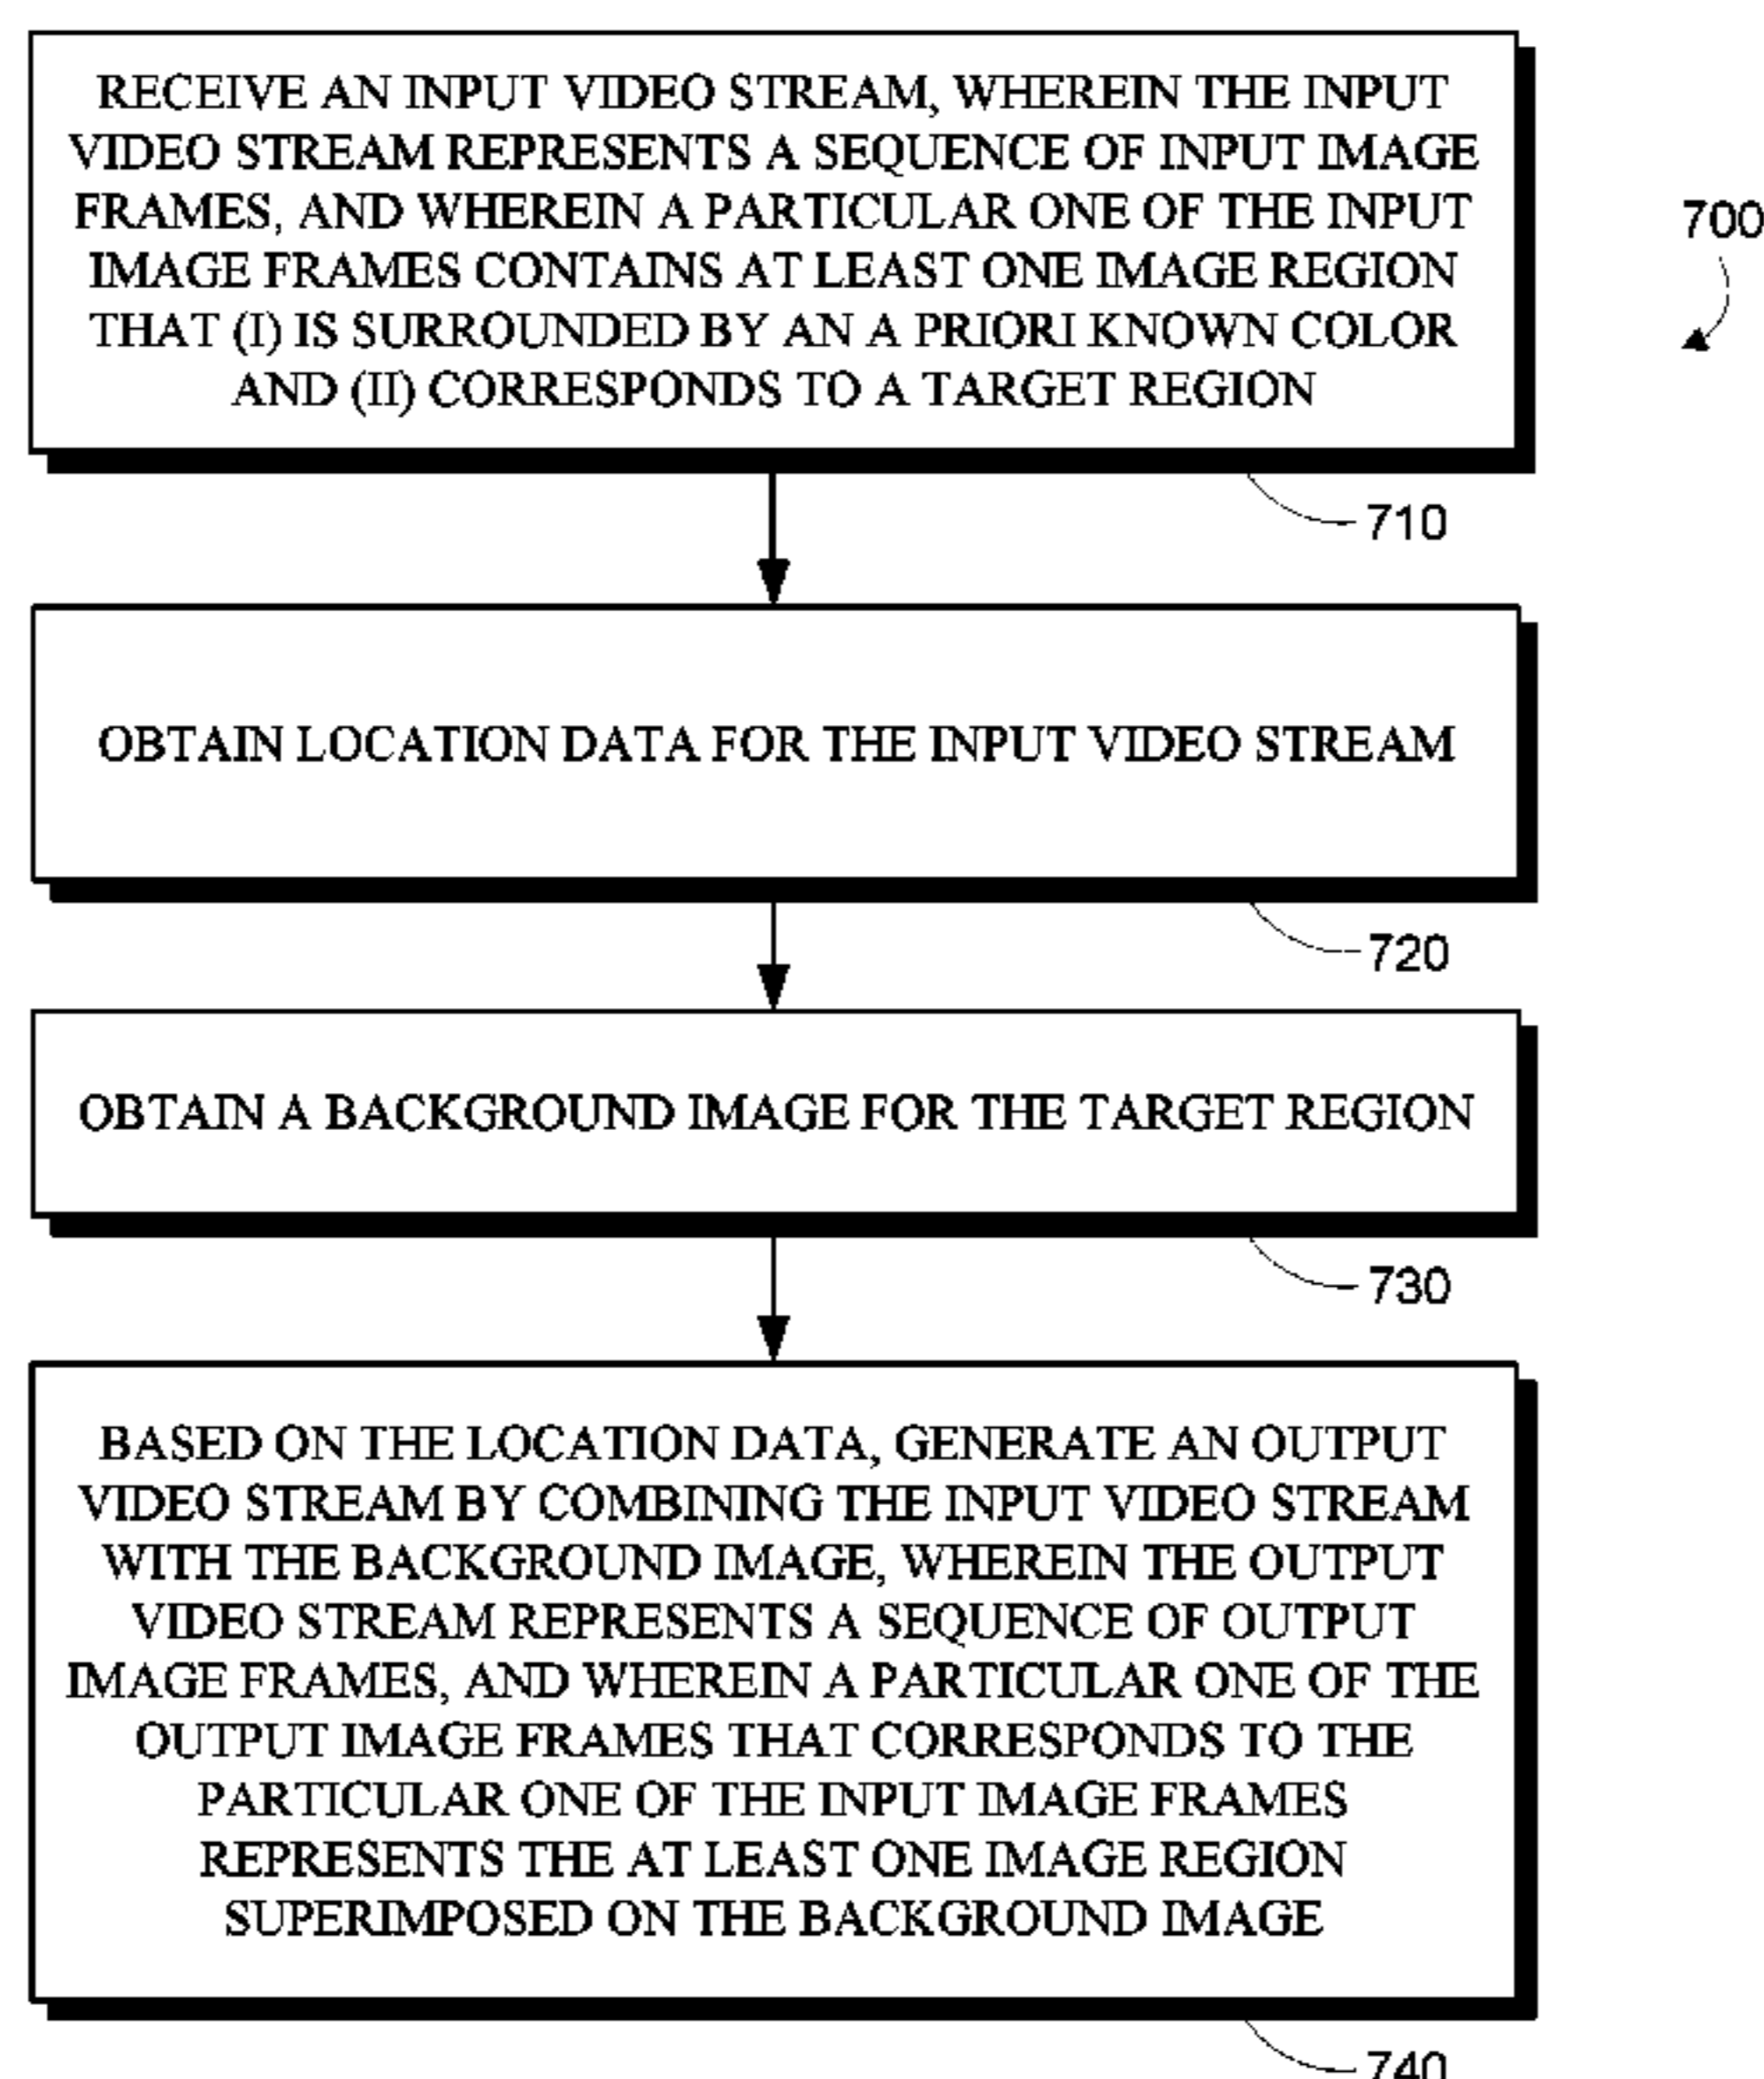 RECEIVE AN INPUT VIDEO STREAM, WHEREIN THE INPUT
VIDEO STREAM REPRESENTS A SEQUENCE OF INPUT IMAGE
FRAMES, AND WHEREIN A PARTICULAR ONE OF THE INPUT
IMAGE FRAMES CONTAINS AT LEAST ONE IMAGE REGION
THAT (I) IS SURROUNDED BY AN A PRIORI KNOWN COLOR
AND (II) CORRESPONDS TO A TARGET REGION
700
710
OBTAIN LOCATION DATA FOR THE INPUT VIDEO STREAM
720
OBTAIN A BACKGROUND IMAGE FOR THE TARGET REGION
730
BASED ON THE LOCATION DATA, GENERATE AN OUTPUT
VIDEO STREAM BY COMBINING THE INPUT VIDEO STREAM
WITH THE BACKGROUND IMAGE, WHEREIN THE OUTPUT
VIDEO STREAM REPRESENTS A SEQUENCE OF OUTPUT
IMAGE FRAMES, AND WHEREIN A PARTICULAR ONE OF THE
OUTPUT IMAGE FRAMES THAT CORRESPONDS TO THE
PARTICULAR ONE OF THE INPUT IMAGE FRAMES
REPRESENTS THE AT LEAST ONE IMAGE REGION
SUPERIMPOSED ON THE BACKGROUND IMAGE
740